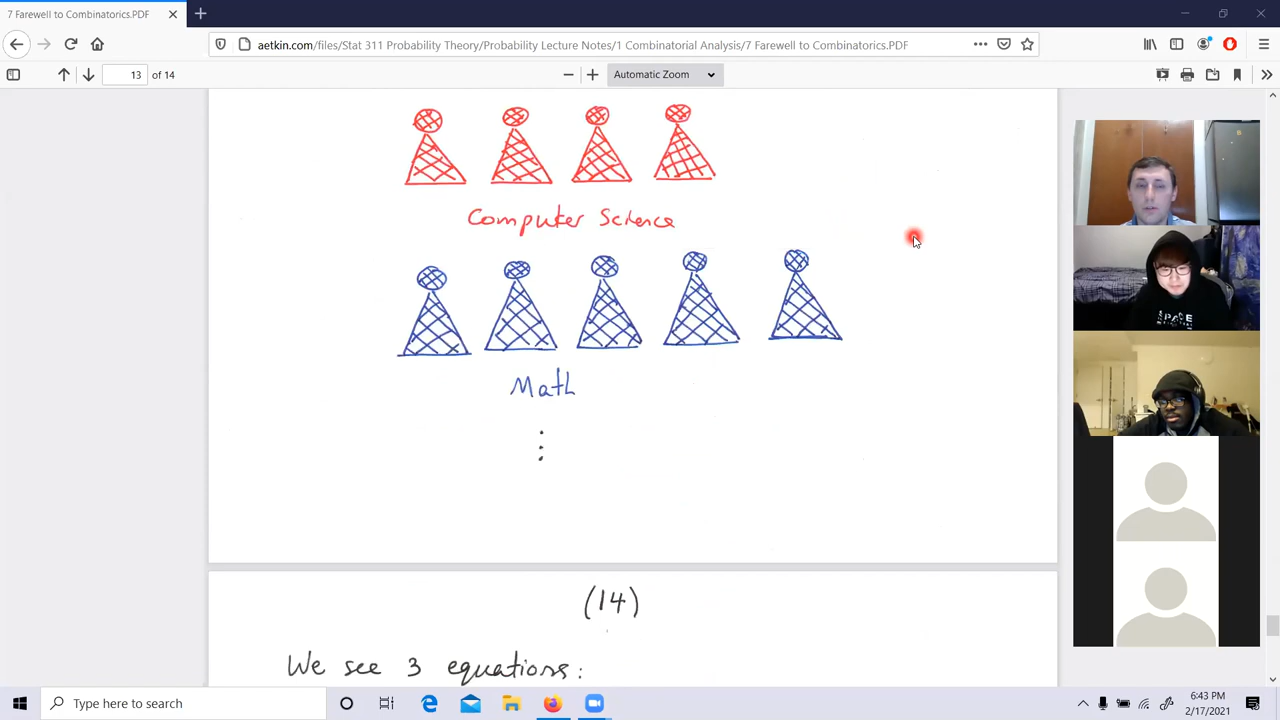 7 Farewell to Combinatorics.PDF
aetkin.com/files/Stat 311 Probability Theory/Probability Lecture Notes/1 Combinatorial Analysis/7 Farewell to Combinatorics.PDF
13 of 14
Automatic Zoom
Computer Science
Math
(14)
We see 3 equations:
SPACE
Type here to search
6:43 PM
2/17/2021